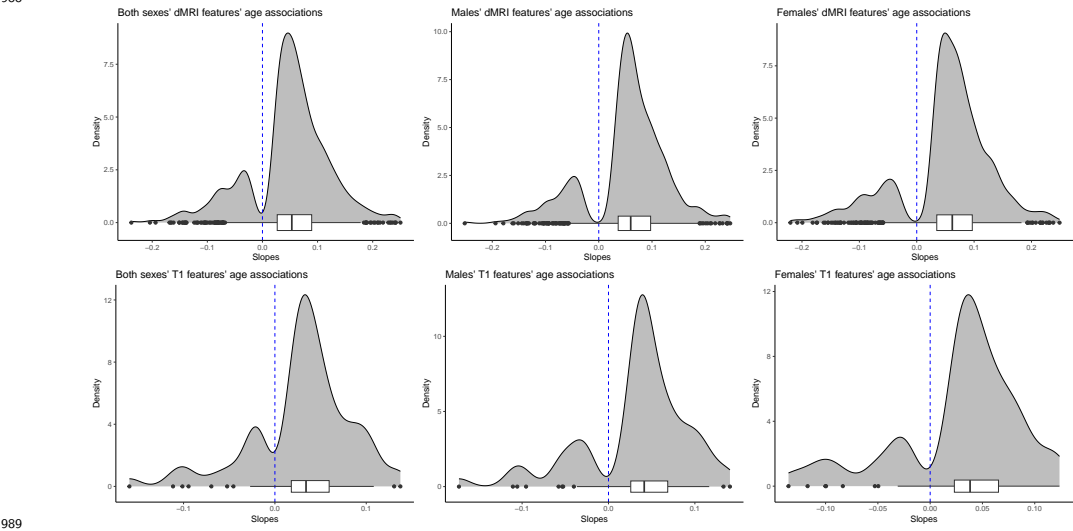 Both sexes' dMRI features' age associations
Males' dMRI features' age associations
Females' dMRI features' age associations
Density
7.5
5.0
2.5
0.0
−0.2
−0.1
0.0
0.1
0.2
Slopes
Density
10.0
7.5
5.0
2.5
0.0
−0.2
−0.1
0.0
0.1
0.2
Slopes
Density
7.5
5.0
2.5
0.0
−0.2
−0.1
0.0
0.1
0.2
Slopes
Both sexes' T1 features' age associations
Males' T1 features' age associations
Females' T1 features' age associations
Density
12
8
4
0
−0.1
0.0
0.1
Slopes
Density
10
5
0
−0.1
0.0
0.1
Slopes
Density
12
8
4
0
−0.10
−0.05
0.00
0.05
0.10
Slopes
989